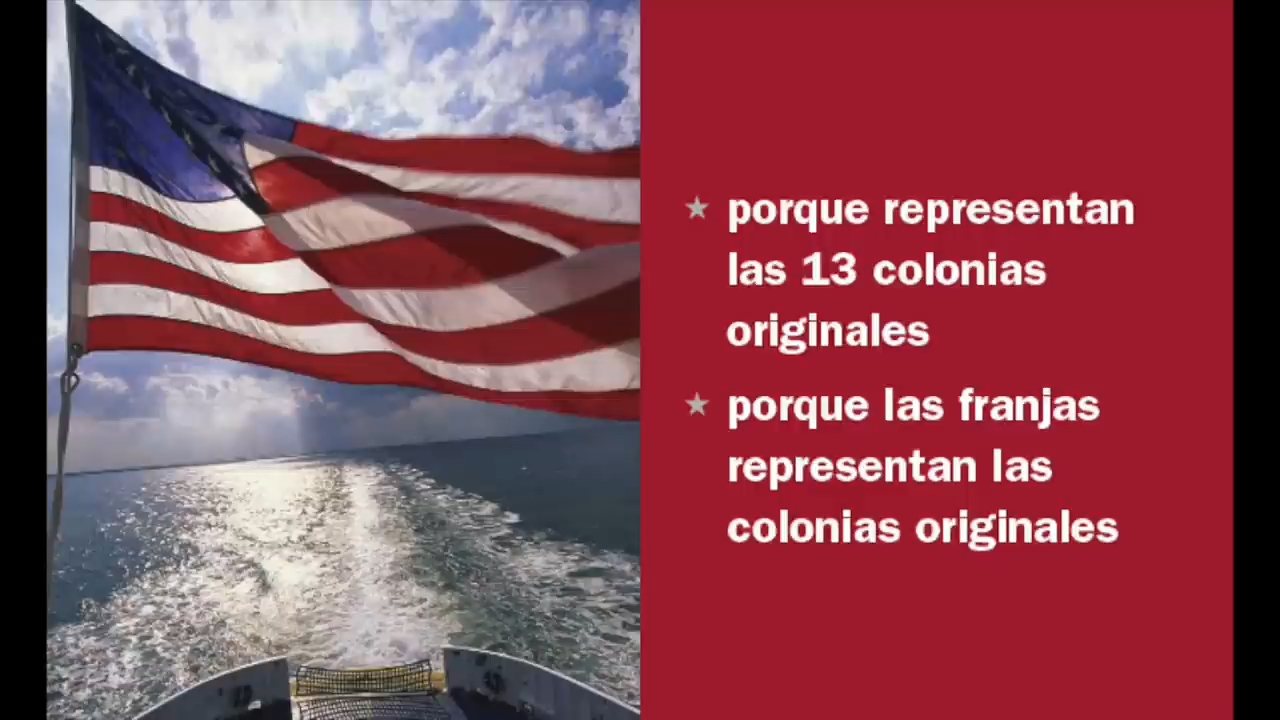 porque representan
las 13 colonias
originales
porque las franjas
representan las
colonias originales